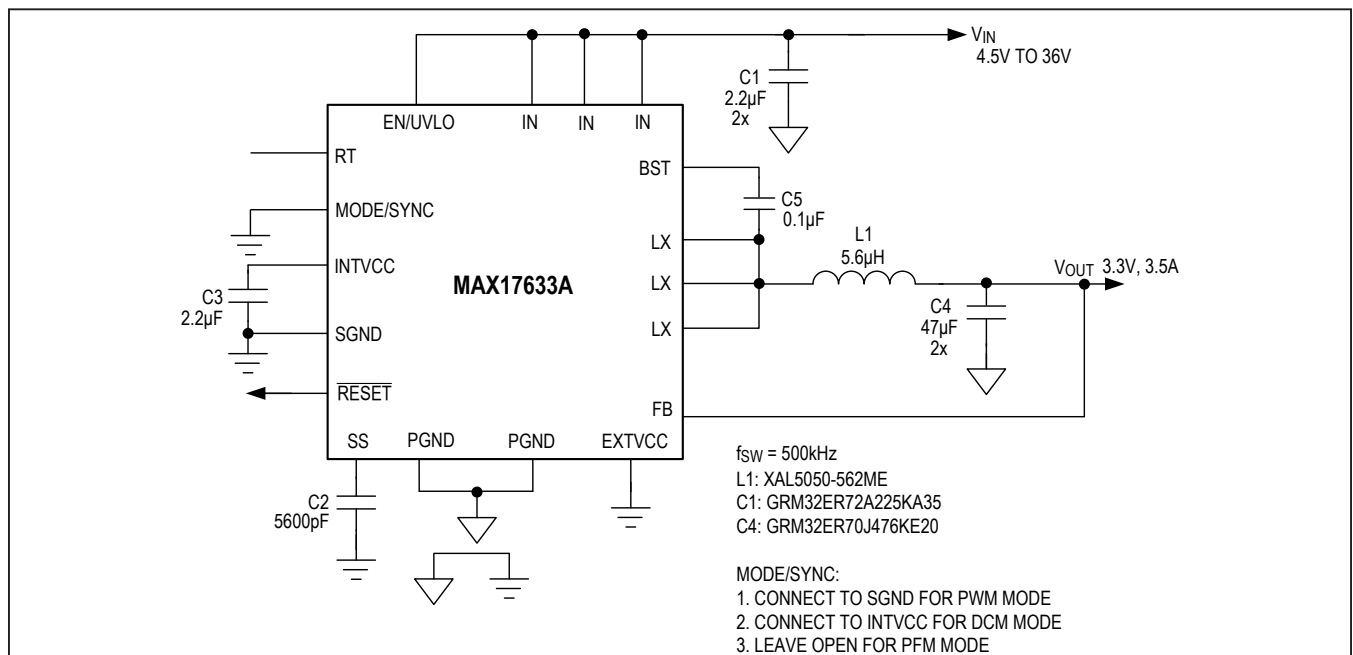 VIN
4.5V TO 36V
C1
2.2µF
2x
EN/UVLO
IN
IN
IN
RT
BST
C5
0.1µF
MODE/SYNC
LX
L1
5.6µH
INTVCC
MAX17633A
LX
VOUT 3.3V, 3.5A
C3
2.2µF
C4
47µF
2x
SGND
LX
RESET
FB
SS
PGND
PGND
EXTVCC
C2
5600pF
fSW = 500kHz
L1: XAL5050-562ME
C1: GRM32ER72A225KA35
C4: GRM32ER70J476KE20
MODE/SYNC:
1. CONNECT TO SGND FOR PWM MODE
2. CONNECT TO INTVCC FOR DCM MODE
3. LEAVE OPEN FOR PFM MODE